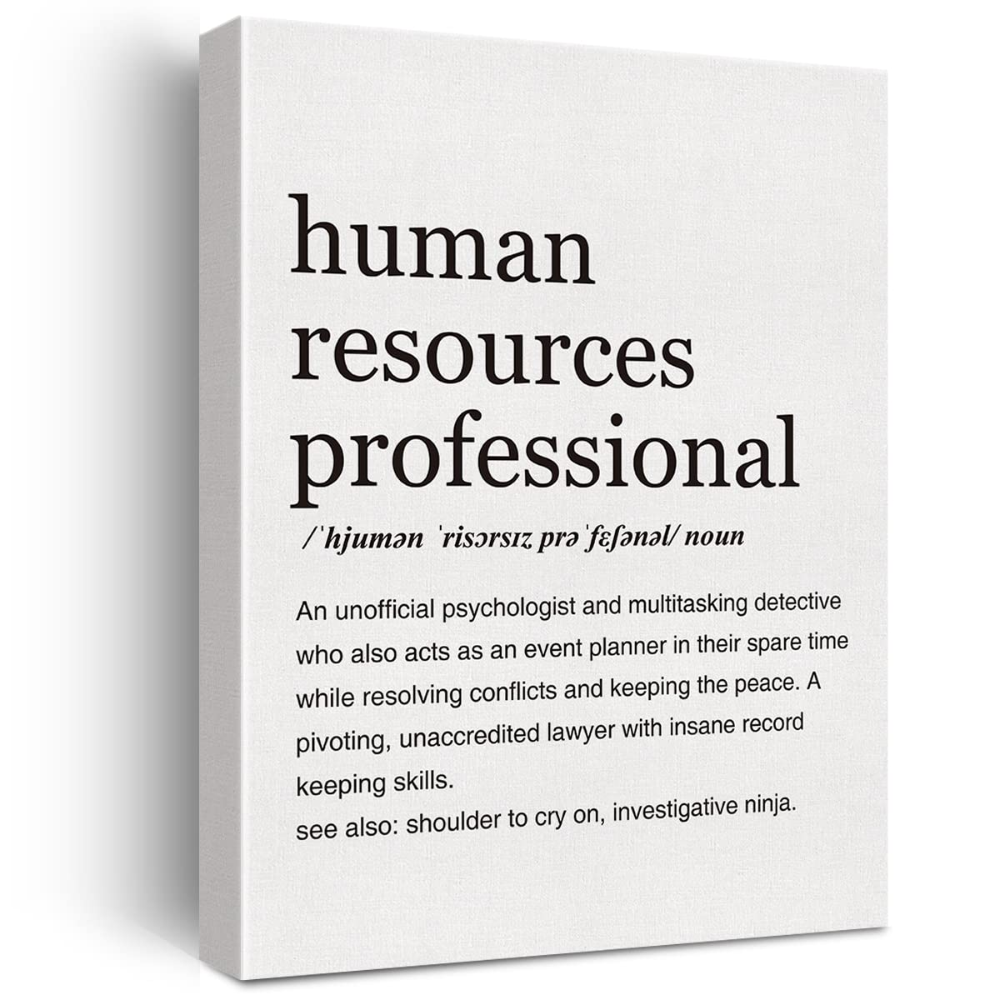 human
resources
professional
/ˈhjumən ˈrisɔrsɪz prəˈfɛʃənəl/ noun
An unofficial psychologist and multitasking detective
who also acts as an event planner in their spare time
while resolving conflicts and keeping the peace. A
pivoting, unaccredited lawyer with insane record
keeping skills.
see also: shoulder to cry on, investigative ninja.